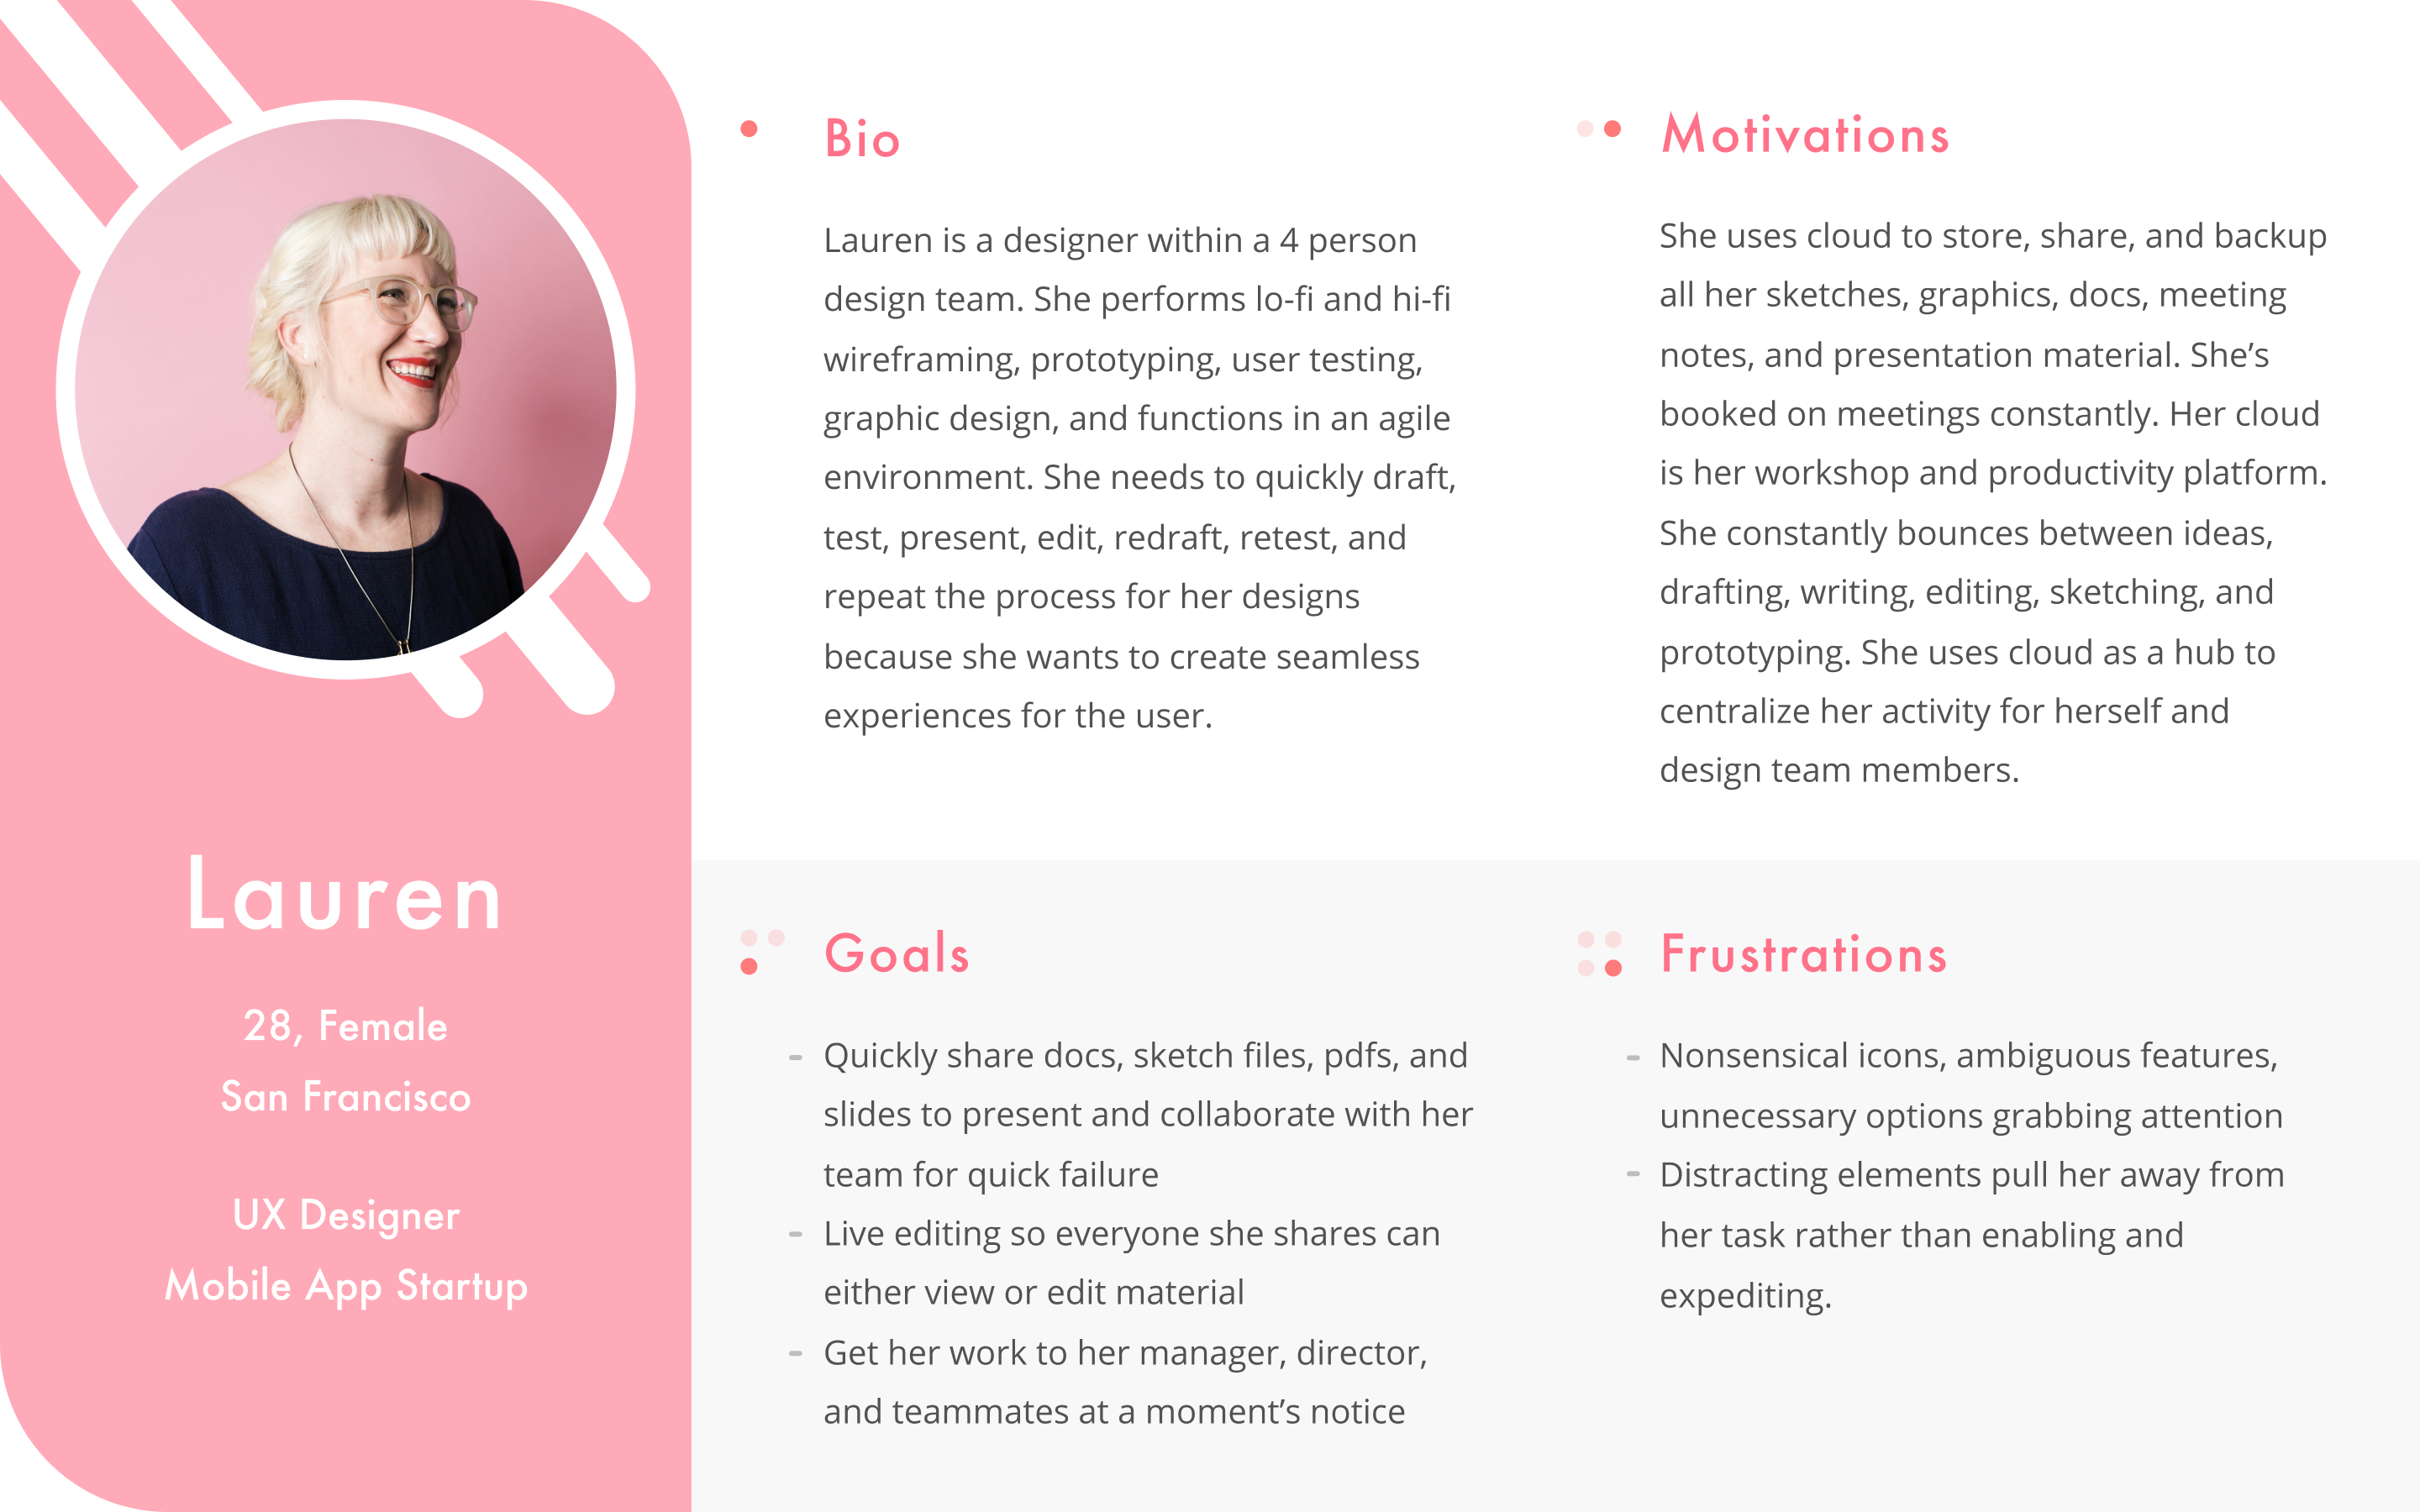 Lauren
28, Female
San Francisco
UX Designer
Mobile App Startup
Bio
Lauren is a designer within a 4 person
design team. She performs lo-fi and hi-fi
wireframing, prototyping, user testing,
graphic design, and functions in an agile
environment. She needs to quickly draft,
test, present, edit, redraft, retest, and
repeat the process for her designs
because she wants to create seamless
experiences for the user.
Motivations
She uses cloud to store, share, and backup
all her sketches, graphics, docs, meeting
notes, and presentation material. She’s
booked on meetings constantly. Her cloud
is her workshop and productivity platform.
She constantly bounces between ideas,
drafting, writing, editing, sketching, and
prototyping. She uses cloud as a hub to
centralize her activity for herself and
design team members.
Goals
- Quickly share docs, sketch files, pdfs, and
slides to present and collaborate with her
team for quick failure
- Live editing so everyone she shares can
either view or edit material
- Get her work to her manager, director,
and teammates at a moment’s notice
Frustrations
- Nonsensical icons, ambiguous features,
unnecessary options grabbing attention
- Distracting elements pull her away from
her task rather than enabling and
expediting.